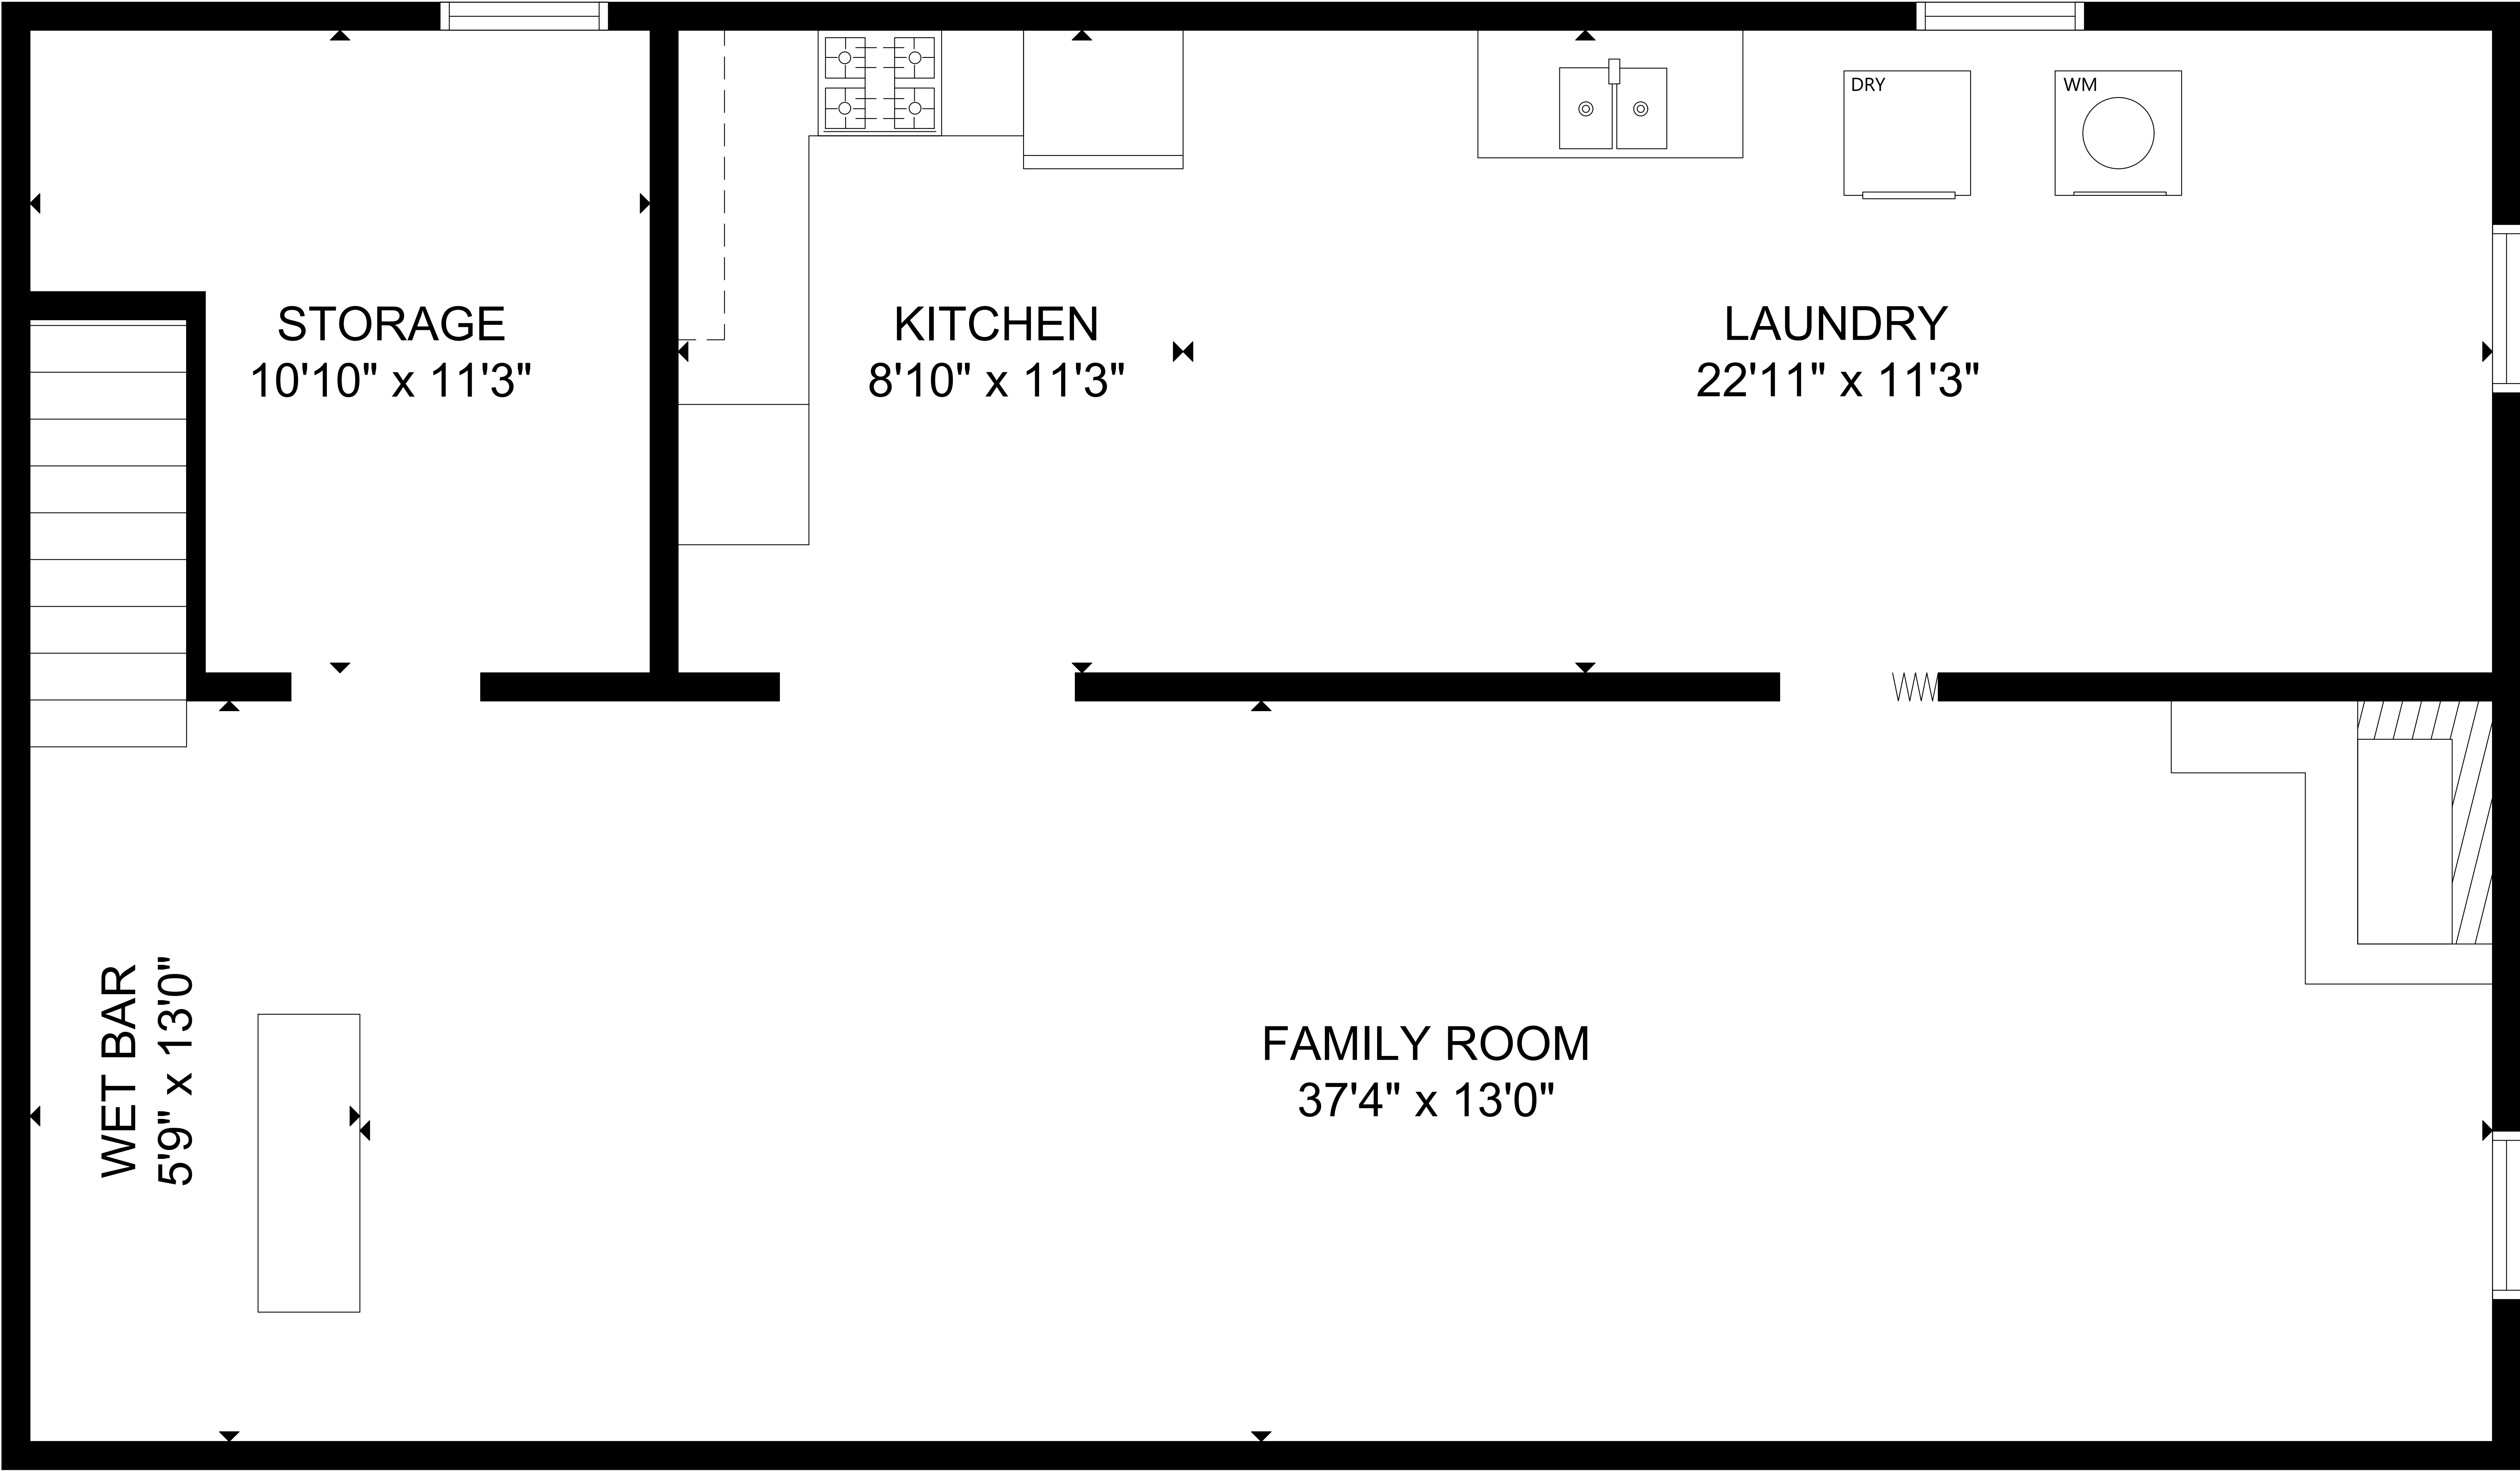 DRY
WM
STORAGE
10'10" x 11'3"
KITCHEN
8'10" x 11'3"
LAUNDRY
22'11" x 11'3"
WET BAR
5'9" x 13'0"
FAMILY ROOM
37'4" x 13'0"